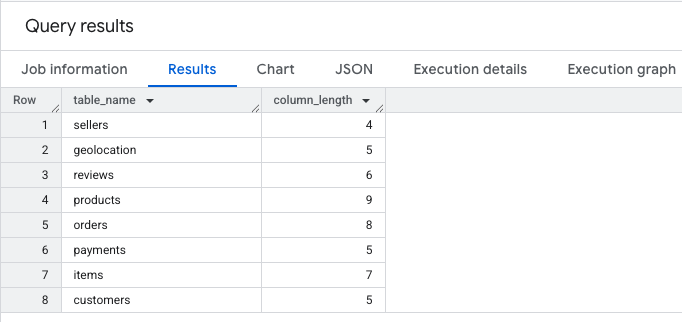 Query results
Job information Results Chart JSON Execution details Execution graph
Row table_name column_length
1 sellers 4
2 geolocation 5
3 reviews 6
4 products 9
5 orders 8
6 payments 5
7 items 7
8 customers 5